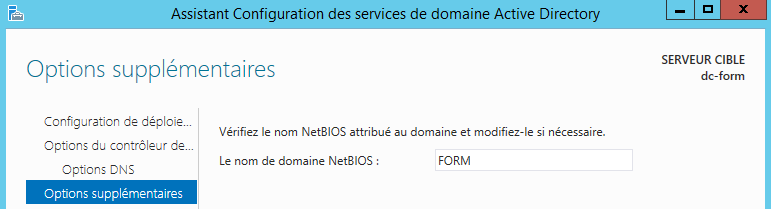 Assistant Configuration des services de domaine Active Directory
Options supplémentaires
SERVEUR CIBLE
dc-form
Configuration de déploie...
Options du contrôleur de...
Options DNS
Options supplémentaires
Vérifiez le nom NetBIOS attribué au domaine et modifiez-le si nécessaire.
Le nom de domaine NetBIOS :
FORM